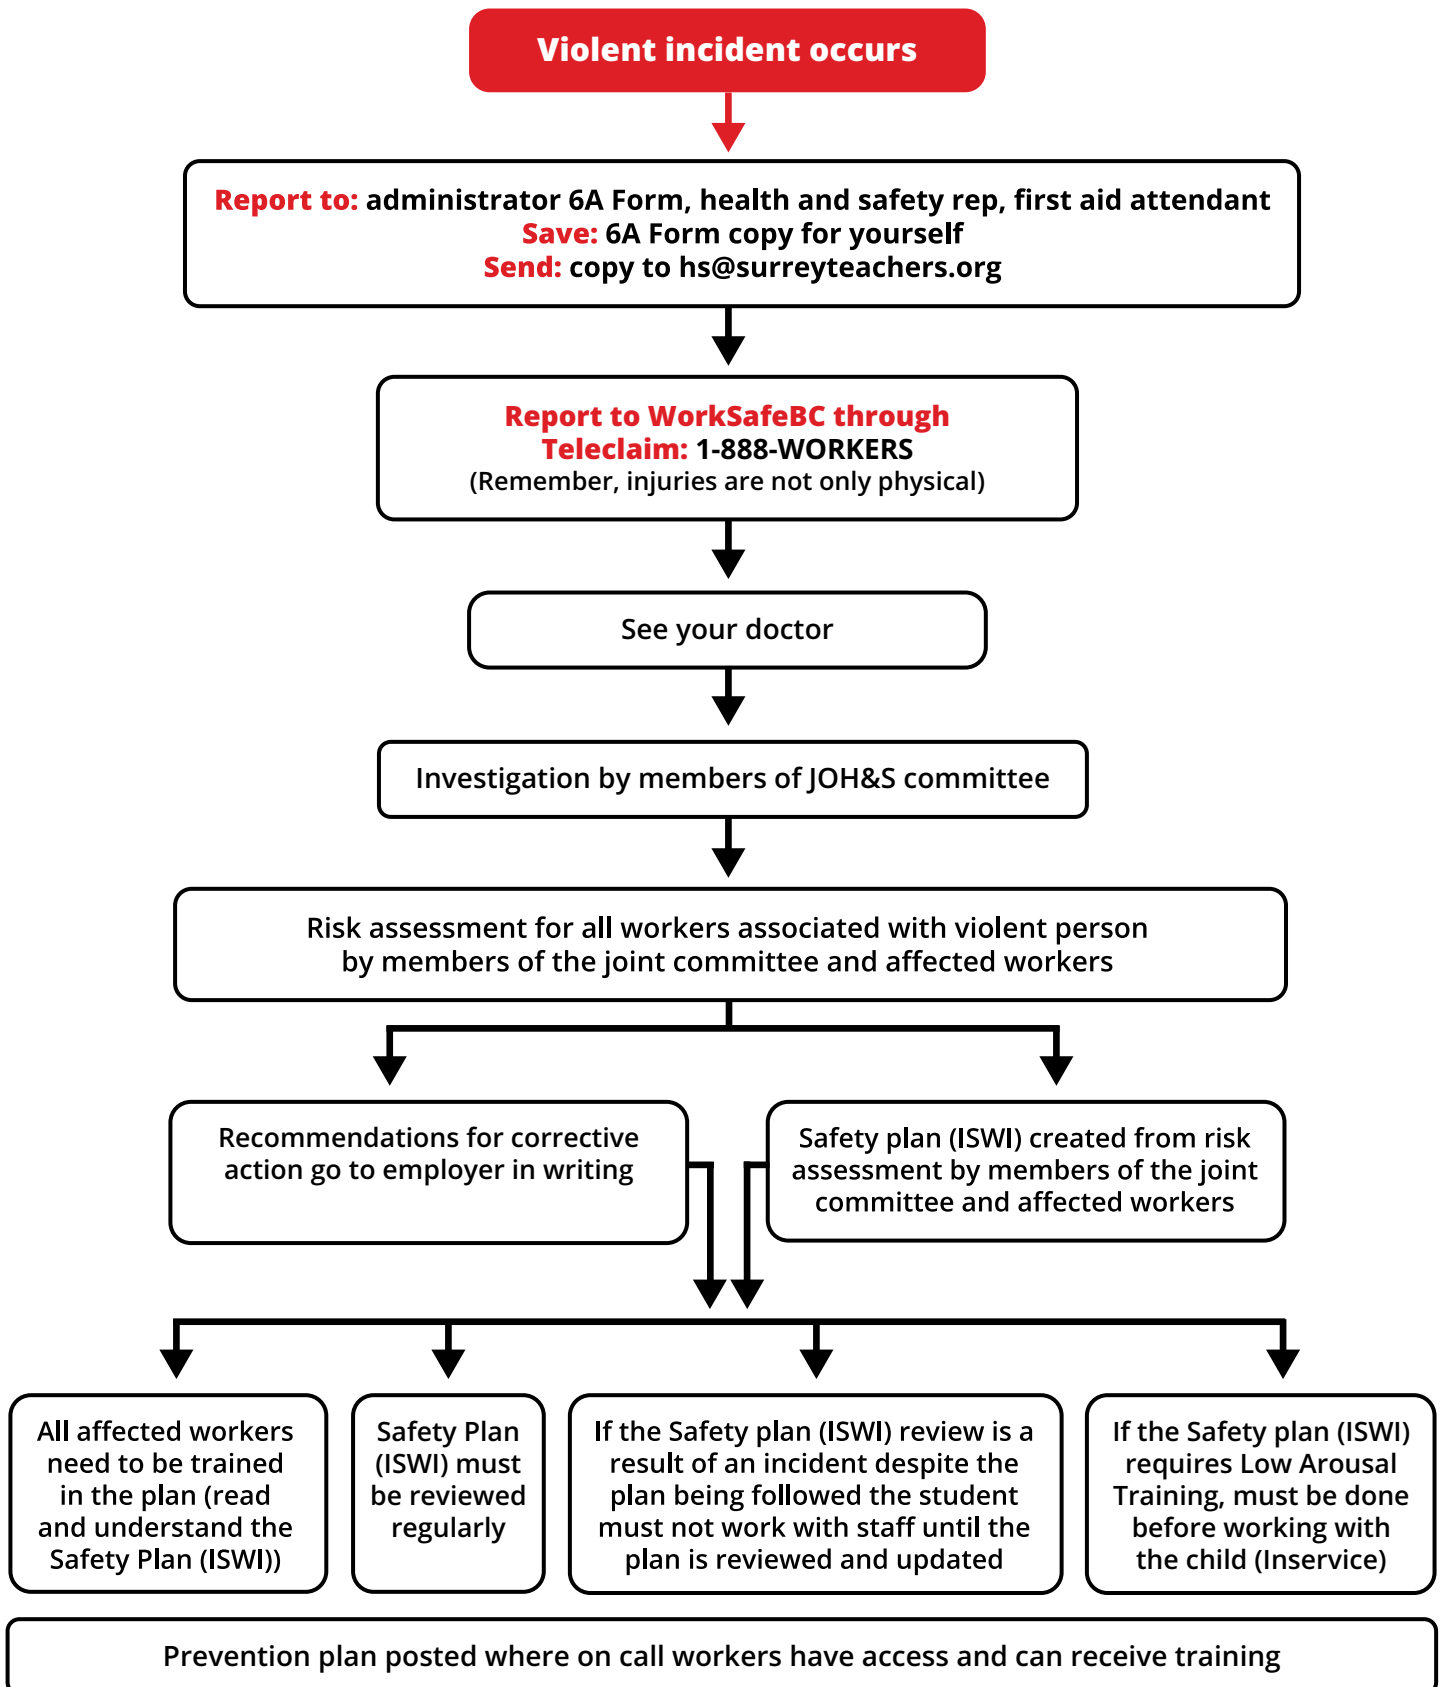 Violent incident occurs
Report to: administrator 6A Form, health and safety rep, first aid attendant
Save: 6A Form copy for yourself
Send: copy to hs@surreyteachers.org
Report to WorkSafeBC through
Teleclaim: 1-888-WORKERS
(Remember, injuries are not only physical)
See your doctor
Investigation by members of JOH&S committee
Risk assessment for all workers associated with violent person
by members of the joint committee and affected workers
Recommendations for corrective
action go to employer in writing
Safety plan (ISWI) created from risk
assessment by members of the joint
committee and affected workers
All affected workers
need to be trained
in the plan (read
and understand the
Safety Plan (ISWI))
Safety Plan
(ISWI) must
be reviewed
regularly
If the Safety plan (ISWI) review is a
result of an incident despite the
plan being followed the student
must not work with staff until the
plan is reviewed and updated
If the Safety plan (ISWI)
requires Low Arousal
Training, must be done
before working with
the child (Inservice)
Prevention plan posted where on call workers have access and can receive training